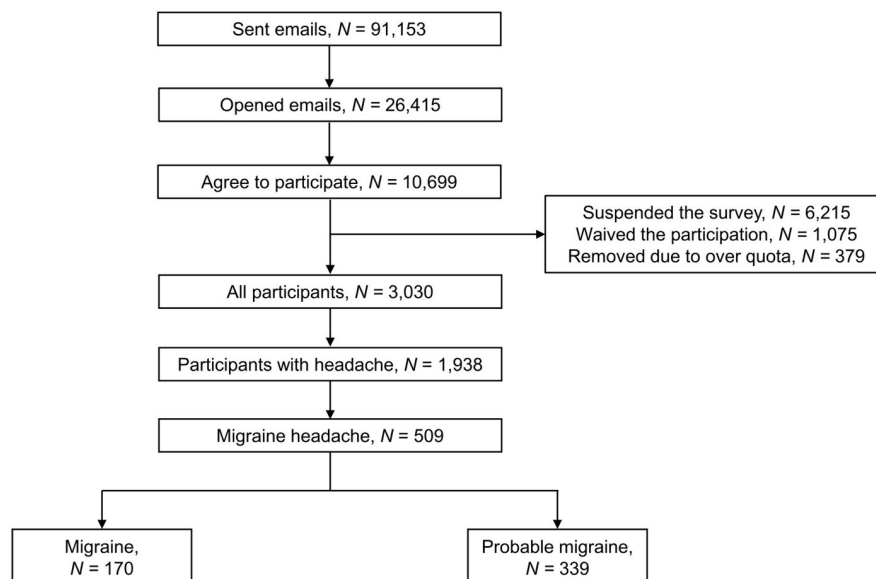 Sent emails, N = 91,153
Opened emails, N = 26,415
Agree to participate, N = 10,699
Suspended the survey, N = 6,215
Waived the participation, N = 1,075
Removed due to over quota, N = 379
All participants, N = 3,030
Participants with headache, N = 1,938
Migraine headache, N = 509
Migraine,
N = 170
Probable migraine,
N = 339